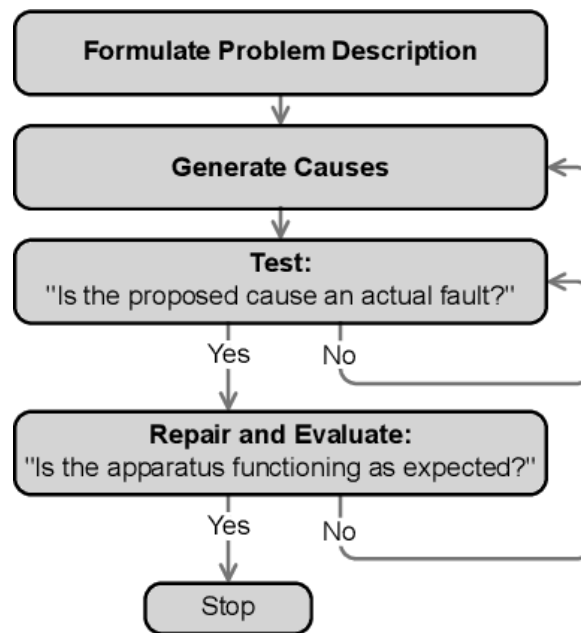 Formulate Problem Description
Generate Causes
Test:
"Is the proposed cause an actual fault?"
Yes
No
Repair and Evaluate:
"Is the apparatus functioning as expected?"
Yes
No
Stop